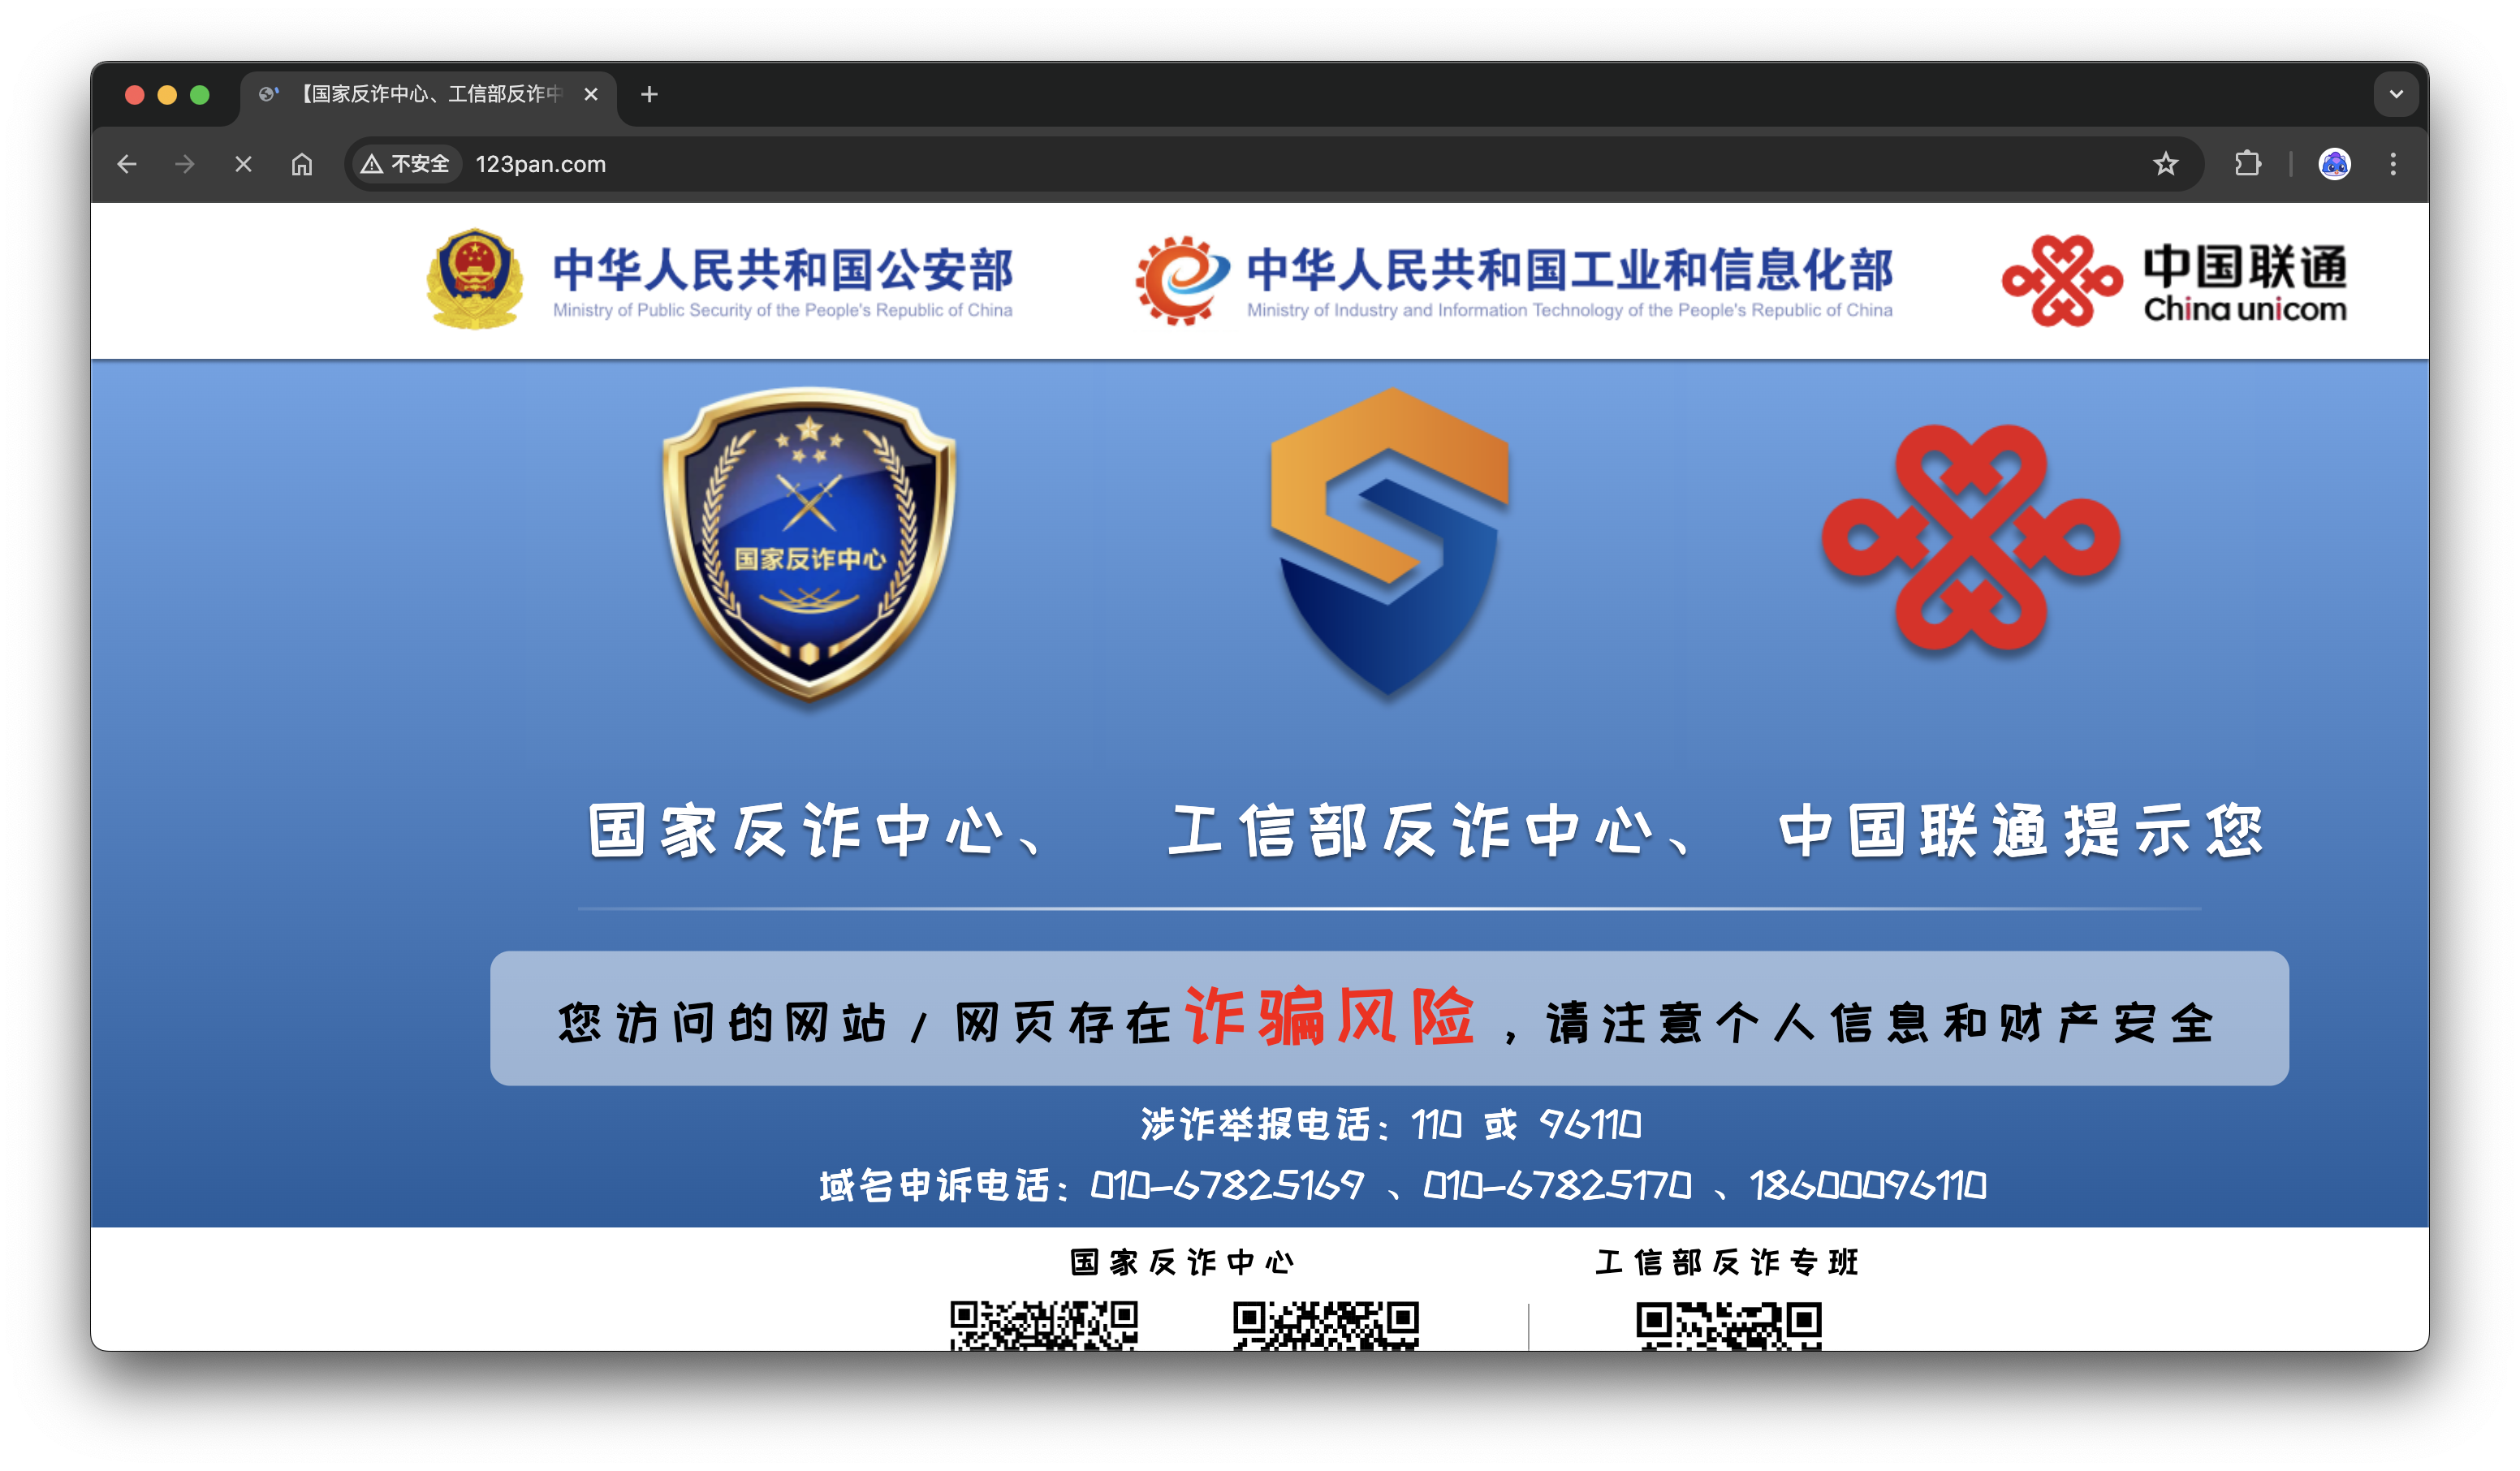 【国家反诈中心、工信部反诈中
不安全 123pan.com
中华人民共和国公安部
Ministry of Public Security of the People's Republic of China
中华人民共和国工业和信息化部
Ministry of Industry and Information Technology of the People's Republic of China
中国联通
China unicom
国家反诈中心
国家反诈中心、 工信部反诈中心、 中国联通提示您
您访问的网站/网页存在诈骗风险,请注意个人信息和财产安全
涉诈举报电话:110 或 96110
域名申诉电话:010-67825169 、010-67825170 、18600096110
国家反诈中心
工信部反诈专班